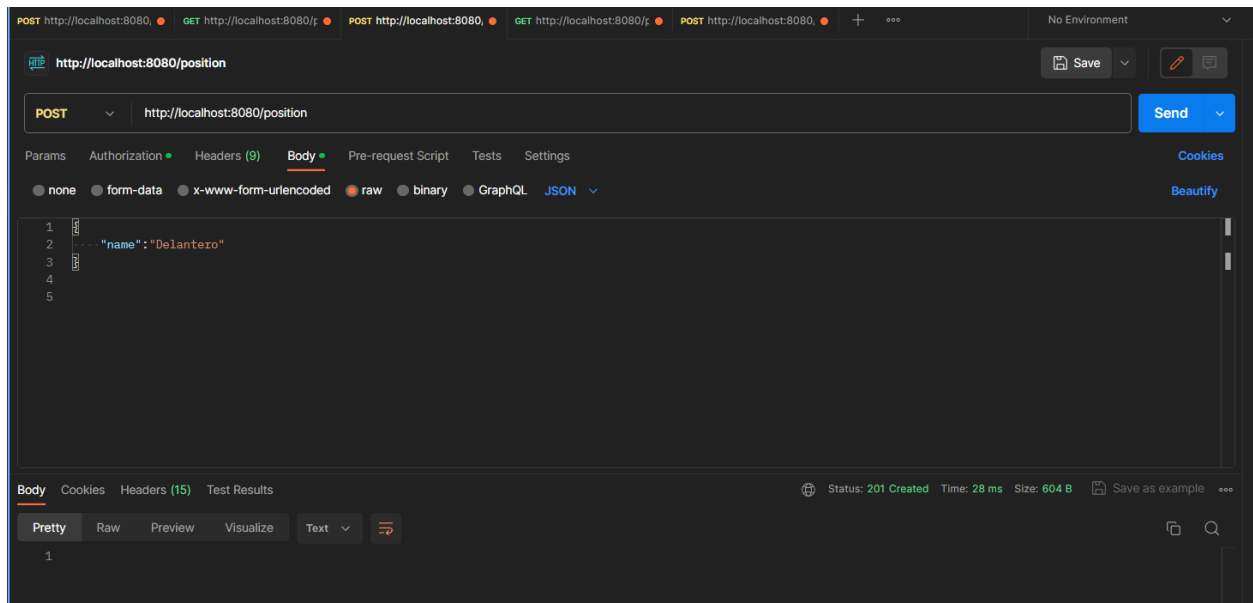 POST http://localhost:8080, GET http://localhost:8080/p POST http://localhost:8080, GET http://localhost:8080/p POST http://localhost:8080, + ooo No Environment
HTTP http://localhost:8080/position Save
POST http://localhost:8080/position Send
Params Authorization Headers (9) Body Pre-request Script Tests Settings Cookies
none form-data x-www-form-urlencoded raw binary GraphQL JSON Beautify
1 {
2 ····"name":"Delantero"
3 }
4
5
Body Cookies Headers (15) Test Results Status: 201 Created Time: 28 ms Size: 604 B Save as example ooo
Pretty Raw Preview Visualize Text
1